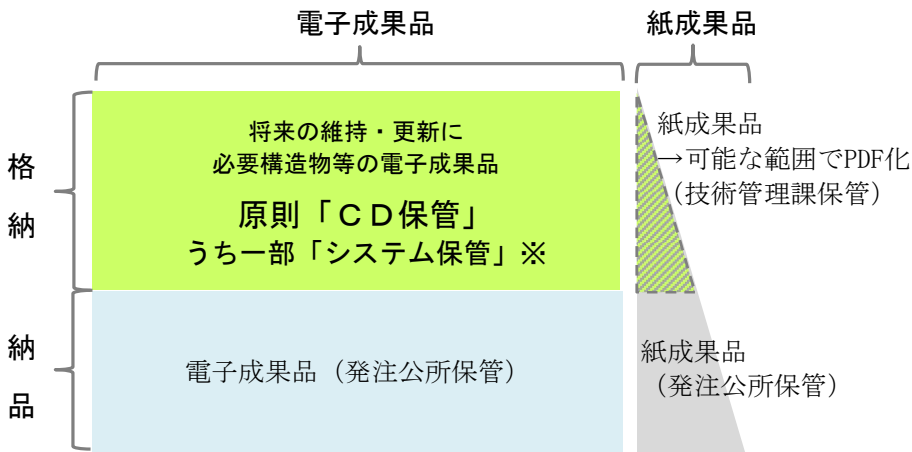 電子成果品
紙成果品
格納
将来の維持・更新に
必要構造物等の電子成果品
原則「ＣＤ保管」
うち一部「システム保管」※
紙成果品
→可能な範囲でPDF化
（技術管理課保管）
納品
電子成果品（発注公所保管）
紙成果品
（発注公所保管）